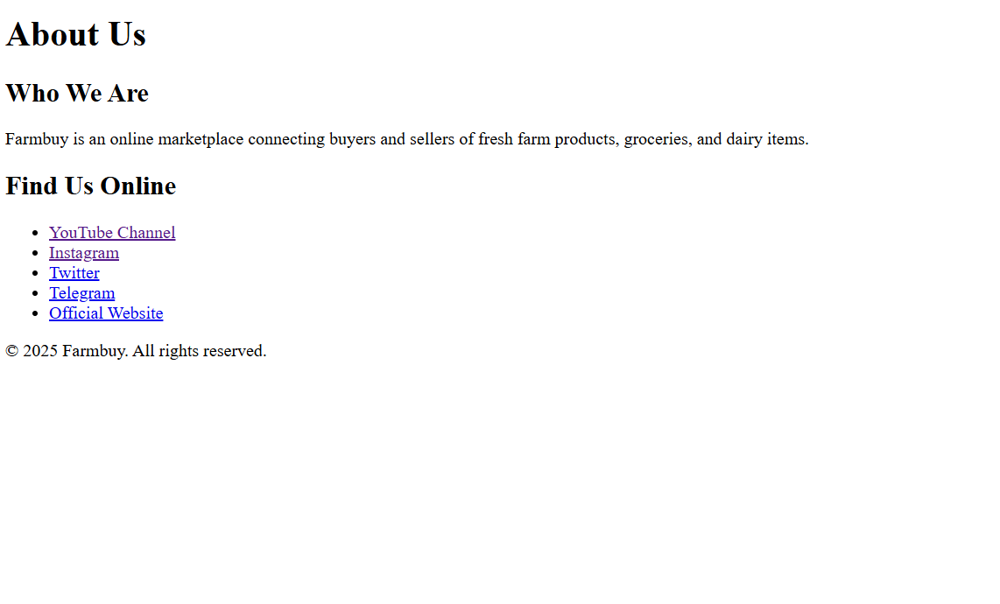 About Us
Who We Are
Farmbuy is an online marketplace connecting buyers and sellers of fresh farm products, groceries, and dairy items.
Find Us Online
• YouTube Channel
• Instagram
• Twitter
• Telegram
• Official Website
© 2025 Farmbuy. All rights reserved.